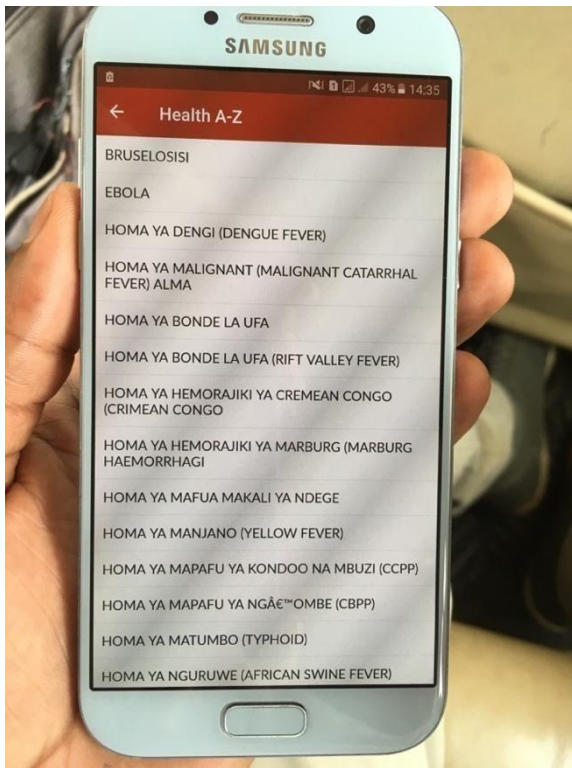 SAMSUNG
43% 14:35
Health A-Z
BRUSELOSISI
EBOLA
HOMA YA DENGI (DENGUE FEVER)
HOMA YA MALIGNANT (MALIGNANT CATARRHAL
FEVER) ALMA
HOMA YA BONDE LA UFA
HOMA YA BONDE LA UFA (RIFT VALLEY FEVER)
HOMA YA HEMORAJIKI YA CREMEAN CONGO
(CRIMEAN CONGO
HOMA YA HEMORAJIKI YA MARBURG (MARBURG
HAEMORRHAGI
HOMA YA MAFUA MAKALI YA NDEGE
HOMA YA MANJANO (YELLOW FEVER)
HOMA YA MAPAFU YA KONDOO NA MBUZI (CCPP)
HOMA YA MAPAFU YA NGÂ€™OMBE (CBPP)
HOMA YA MATUMBO (TYPHOID)
HOMA YA NGURUWE (AFRICAN SWINE FEVER)